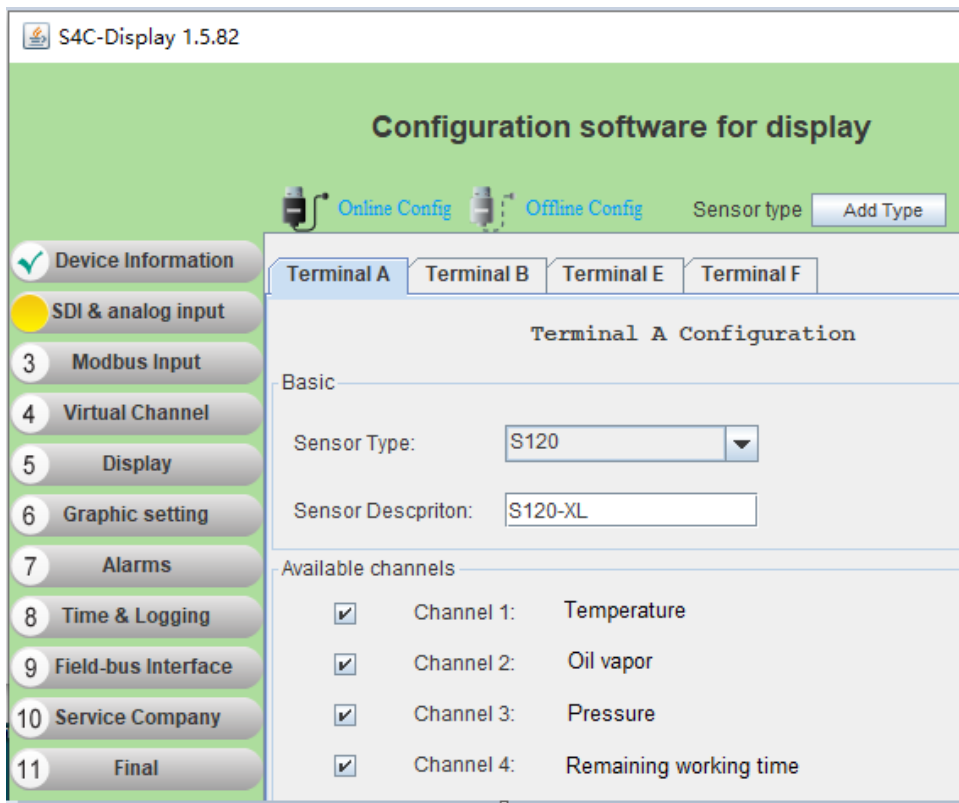 S4C-Display 1.5.82
Configuration software for display
Online Config Offline Config Sensor type Add Type
Device Information
SDI & analog input
3 Modbus Input
4 Virtual Channel
5 Display
6 Graphic setting
7 Alarms
8 Time & Logging
9 Field-bus Interface
10 Service Company
11 Final
Terminal A Terminal B Terminal E Terminal F
Terminal A Configuration
Basic
Sensor Type: S120
Sensor Descpriton: S120-XL
Available channels
Channel 1: Temperature
Channel 2: Oil vapor
Channel 3: Pressure
Channel 4: Remaining working time